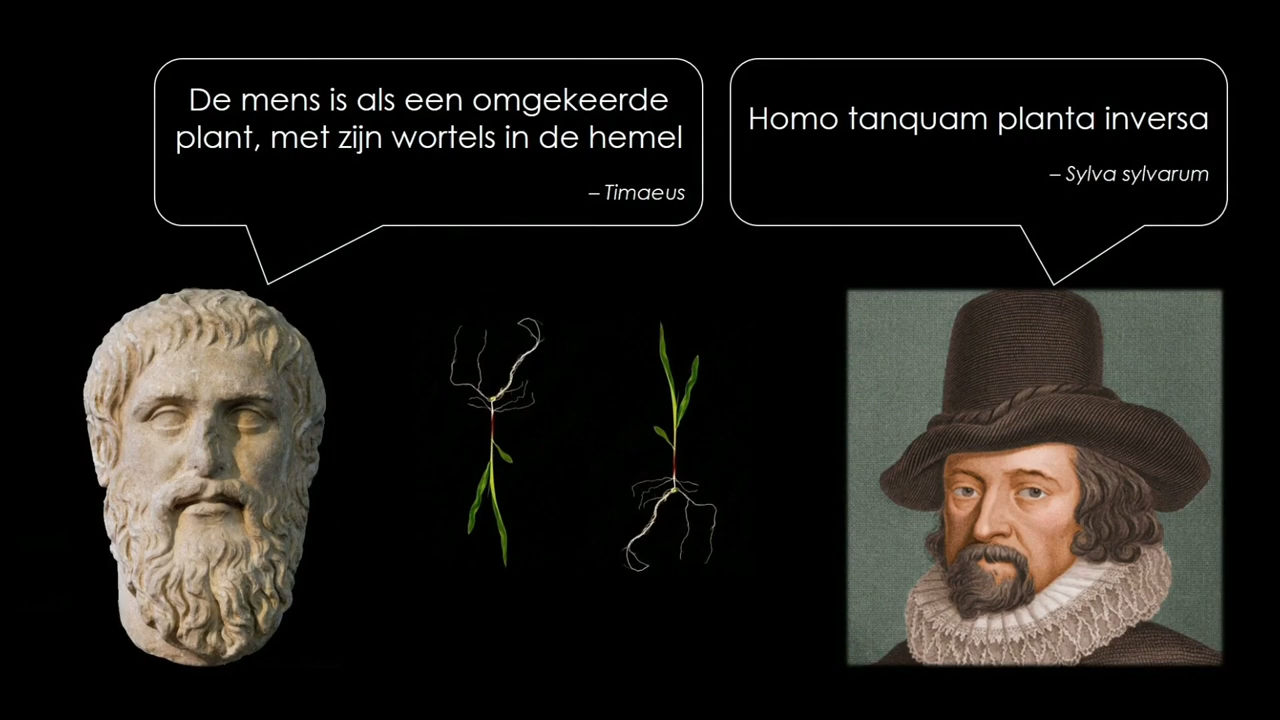 De mens is als een omgekeerde
plant, met zijn wortels in de hemel
– Timaeus
Homo tanquam planta inversa
– Sylva sylvarum